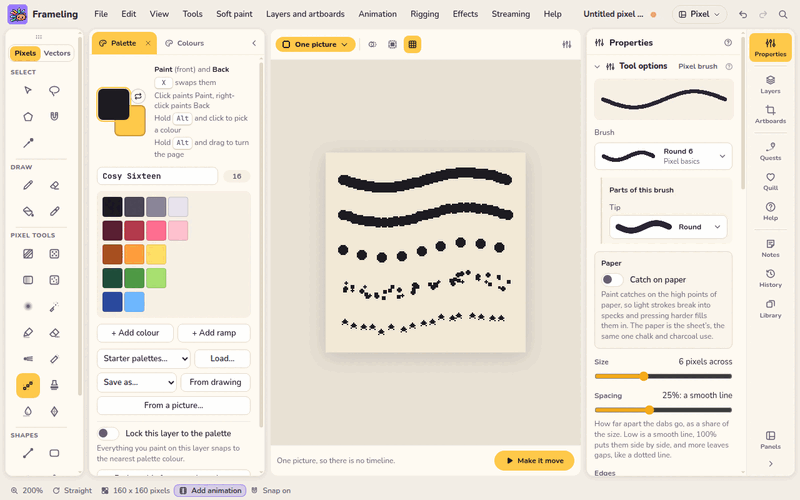 Frameling File Edit View Tools Soft paint Layers and artboards Animation Rigging Effects Streaming Help Untitled pixel ... Pixel
Pixels Vectors
SELECT
DRAW
PIXEL TOOLS
SHAPES
Palette Colours
Paint (front) and Back
X swaps them
Click paints Paint, right-
click paints Back
Hold Alt and click to pick
a colour
Hold Alt and drag to turn
the page
Cosy Sixteen 16
+ Add colour + Add ramp
Starter palettes... Load...
Save as... From drawing
From a picture...
Lock this layer to the palette
Everything you paint on this layer snaps to
the nearest palette colour.
One picture
One picture, so there is no timeline. Make it move
Properties
Tool options Pixel brush
Brush
Round 6
Pixel basics
Parts of this brush
Tip
Round
Paper
Catch on paper
Paint catches on the high points of
paper, so light strokes break into
specks and pressing harder fills
them in. The paper is the sheet's, the
same one chalk and charcoal use.
Size 6 pixels across
Spacing 25%: a smooth line
How far apart the dabs go, as a share
of the size. Low is a smooth line, 100%
puts them side by side, and more leaves
gaps, like a dotted line.
Edges
Properties
Layers
Artboards
Quests
Quill
Help
Notes
History
Library
Panels
200% Straight 160 x 160 pixels Add animation Snap on